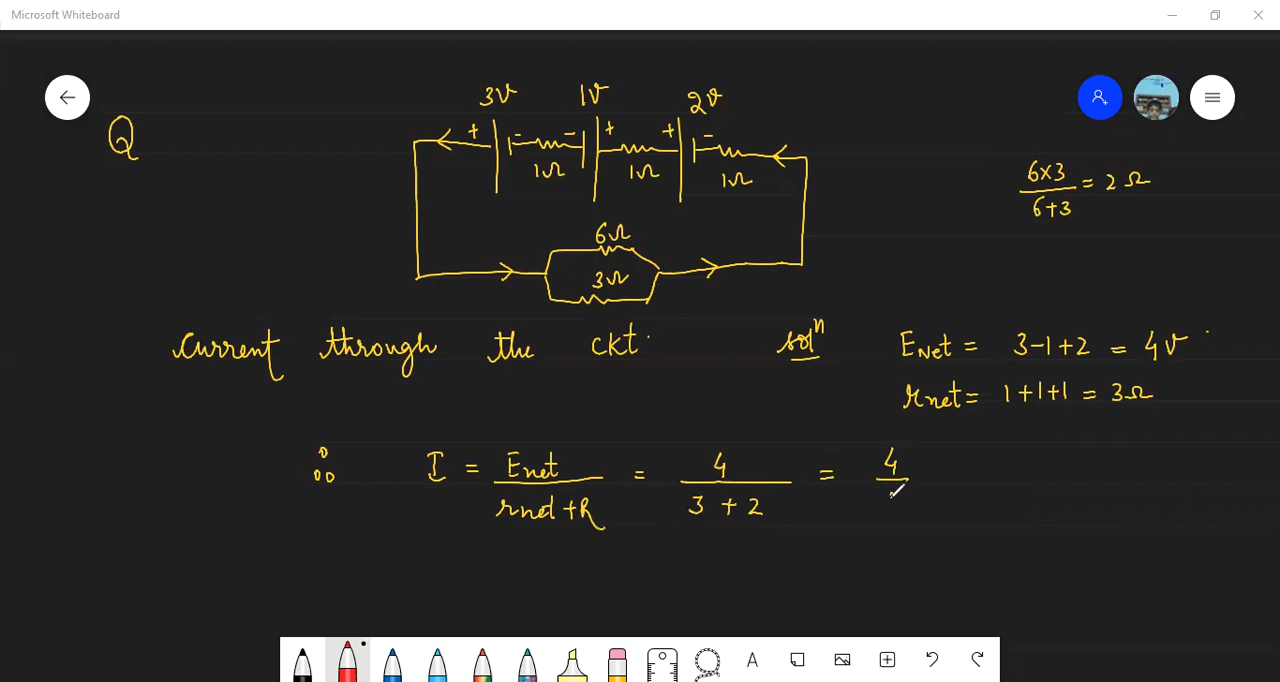 Microsoft Whiteboard
3V 1V 2V
Q
+ - - + + -
1Ω 1Ω 1Ω
6×3/6+3 = 2Ω
6Ω
3Ω
Current through the ckt. solⁿ
ENet = 3-1+2 = 4V
rnet = 1+1+1 = 3Ω
∴ I = Enet/rnet+R = 4/3+2 = 4/
A